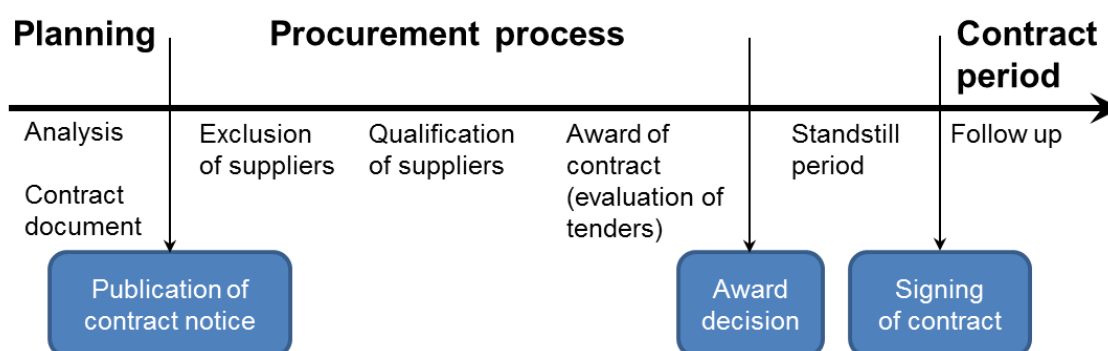 Planning
Procurement process
Contract
period
Analysis
Contract
document
Exclusion
of suppliers
Qualification
of suppliers
Award of
contract
(evaluation of
tenders)
Standstill
period
Follow up
Publication of
contract notice
Award
decision
Signing
of contract